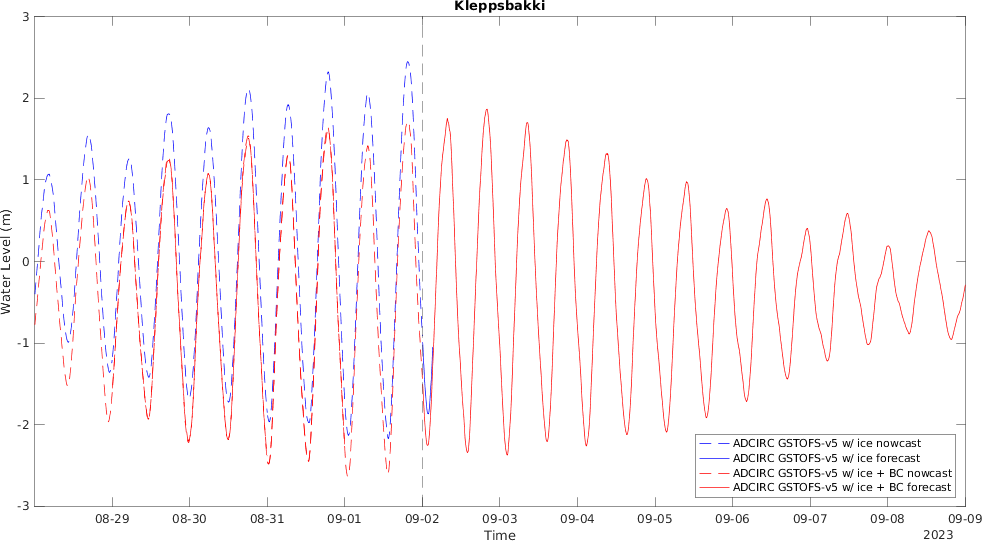 Kleppsbakki
Water Level (m)
3
2
1
0
-1
-2
-3
ADCIRC GSTOFS-v5 w/ ice nowcast
ADCIRC GSTOFS-v5 w/ ice forecast
ADCIRC GSTOFS-v5 w/ ice + BC nowcast
ADCIRC GSTOFS-v5 w/ ice + BC forecast
08-29 08-30 08-31 09-01 09-02 09-03 09-04 09-05 09-06 09-07 09-08 09-09
Time
2023